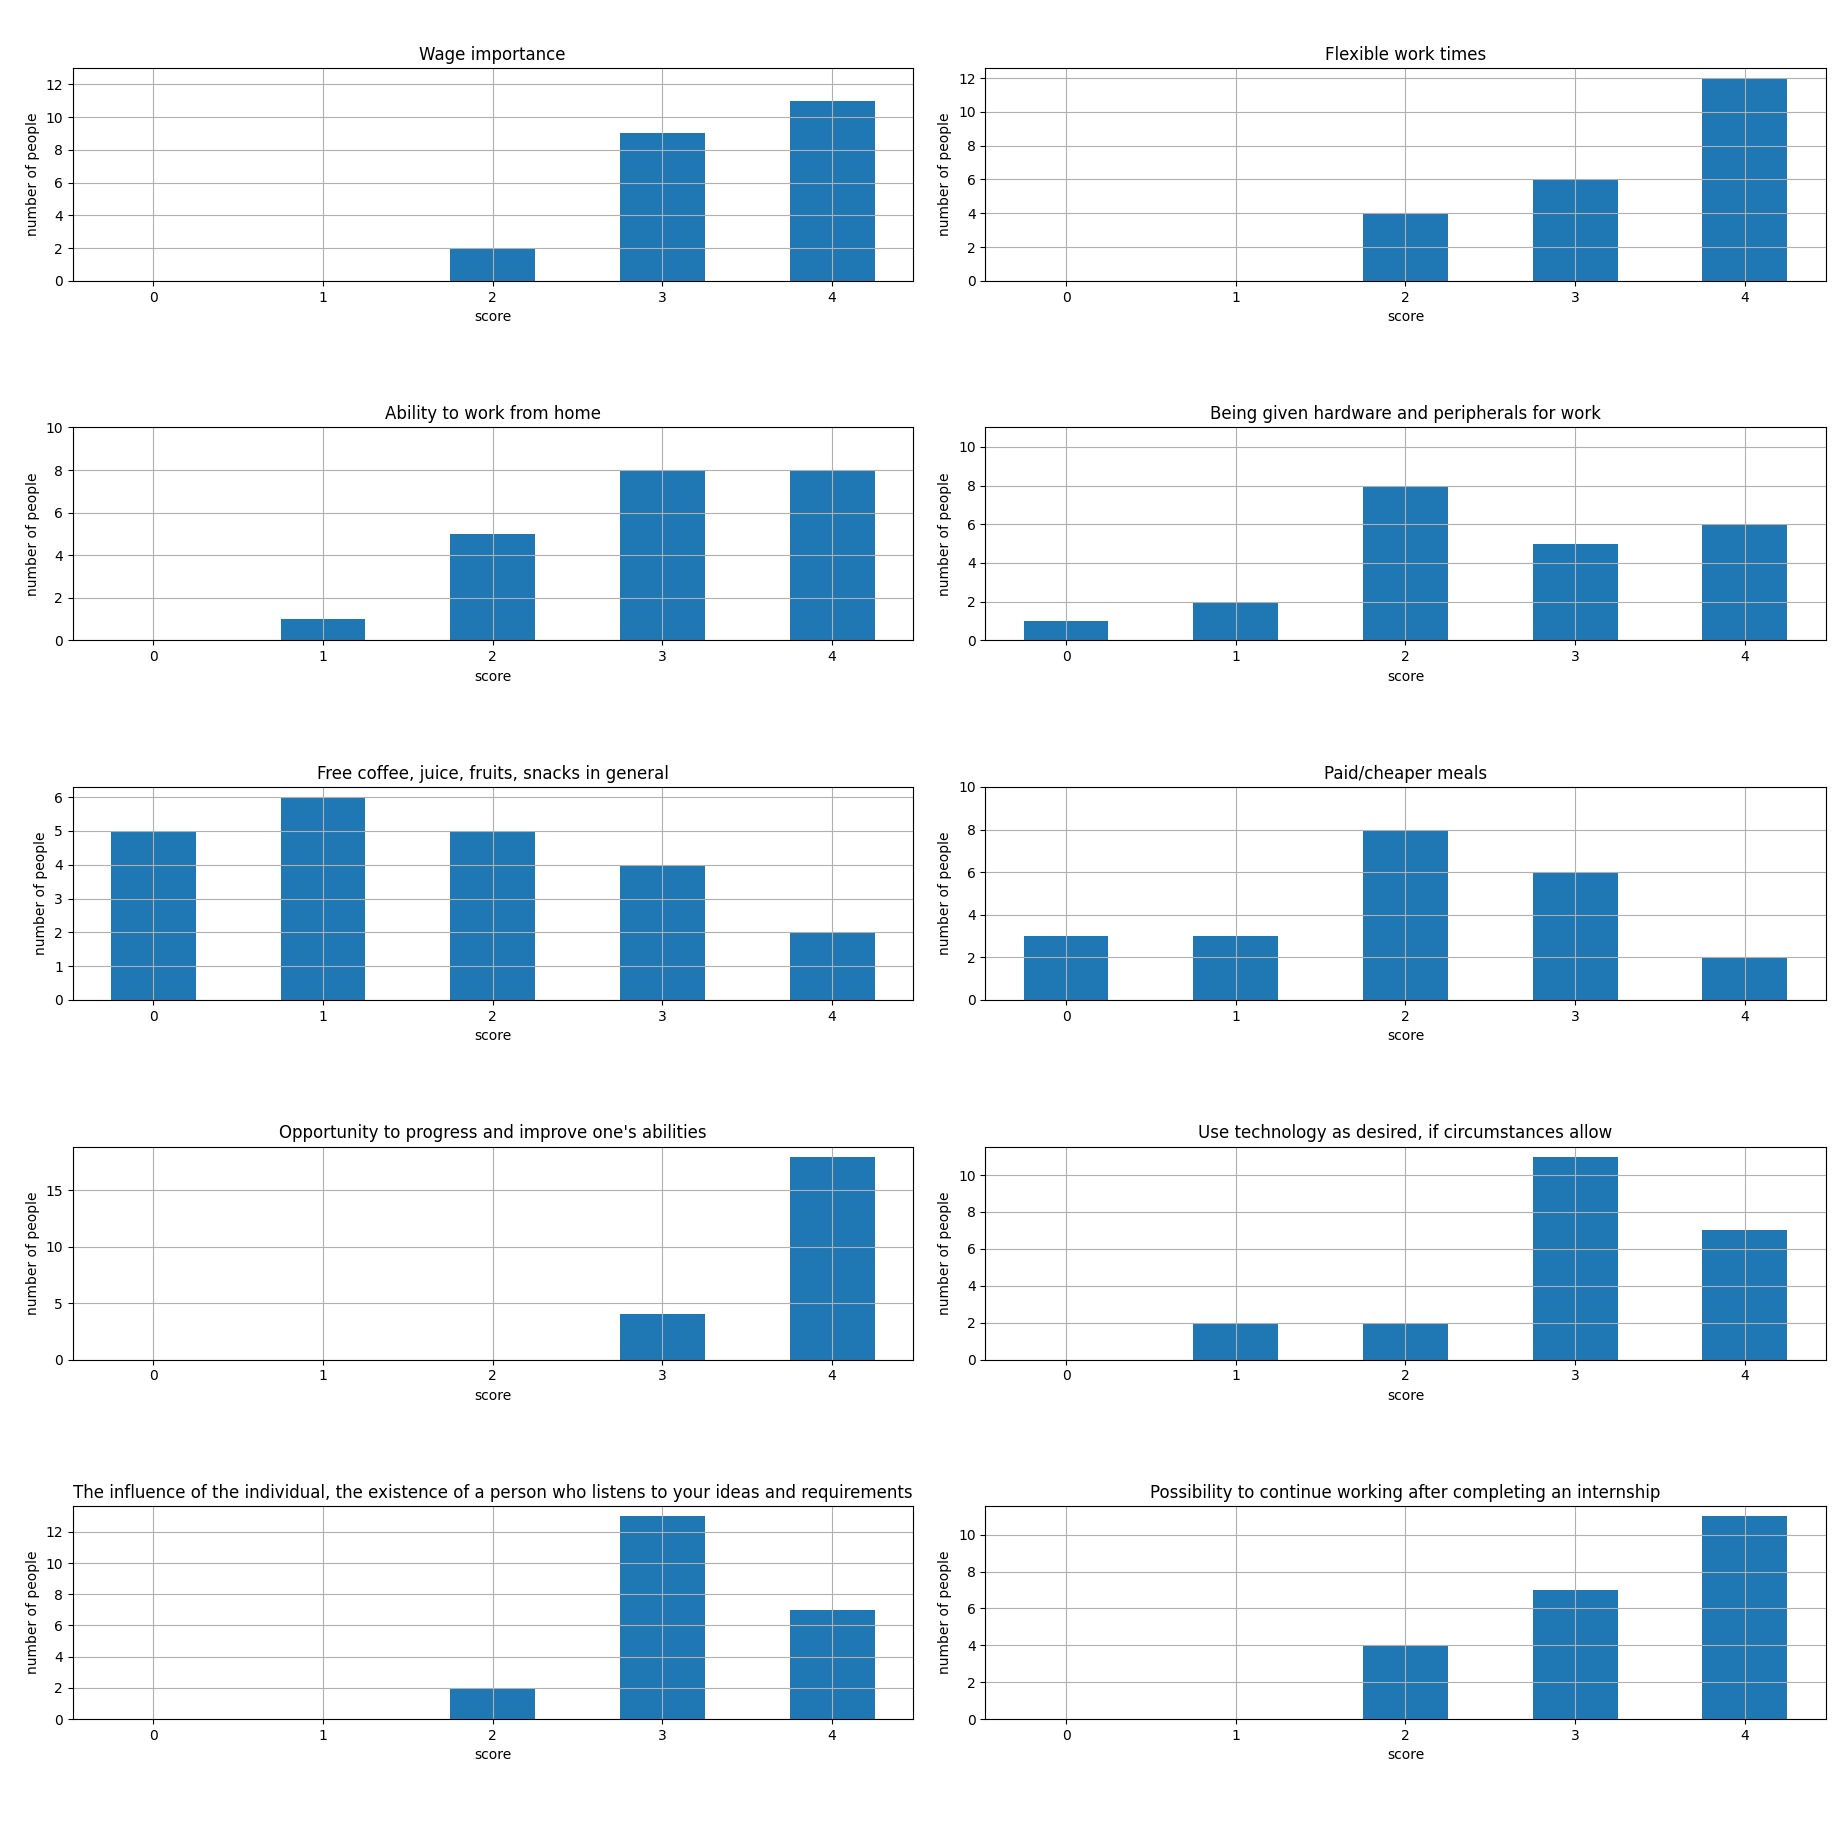 Wage importance
number of people
12
10
8
6
4
2
0
0 1 2 3 4
score
Flexible work times
number of people
12
10
8
6
4
2
0
0 1 2 3 4
score
Ability to work from home
number of people
10
8
6
4
2
0
0 1 2 3 4
score
Being given hardware and peripherals for work
number of people
10
8
6
4
2
0
0 1 2 3 4
score
Free coffee, juice, fruits, snacks in general
number of people
6
5
4
3
2
1
0
0 1 2 3 4
score
Paid/cheaper meals
number of people
10
8
6
4
2
0
0 1 2 3 4
score
Opportunity to progress and improve one's abilities
number of people
15
10
5
0
0 1 2 3 4
score
Use technology as desired, if circumstances allow
number of people
10
8
6
4
2
0
0 1 2 3 4
score
The influence of the individual, the existence of a person who listens to your ideas and requirements
number of people
12
10
8
6
4
2
0
0 1 2 3 4
score
Possibility to continue working after completing an internship
number of people
10
8
6
4
2
0
0 1 2 3 4
score